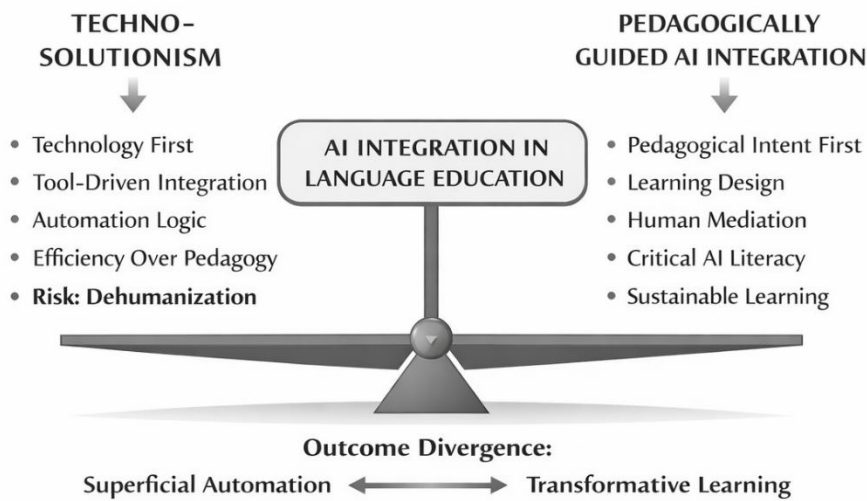 TECHNO-
SOLUTIONISM
• Technology First
• Tool-Driven Integration
• Automation Logic
• Efficiency Over Pedagogy
• Risk: Dehumanization
AI INTEGRATION IN
LANGUAGE EDUCATION
PEDAGOGICALLY
GUIDED AI INTEGRATION
• Pedagogical Intent First
• Learning Design
• Human Mediation
• Critical AI Literacy
• Sustainable Learning
Outcome Divergence:
Superficial Automation
Transformative Learning